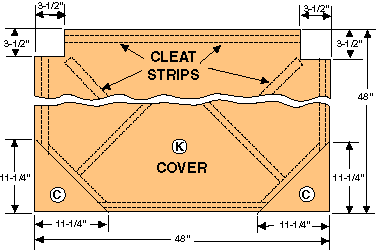 3-1/2" 3-1/2"
3-1/2" 3-1/2"
CLEAT
STRIPS
48"
K
COVER
11-1/4" 11-1/4"
C C
11-1/4" 11-1/4"
48"